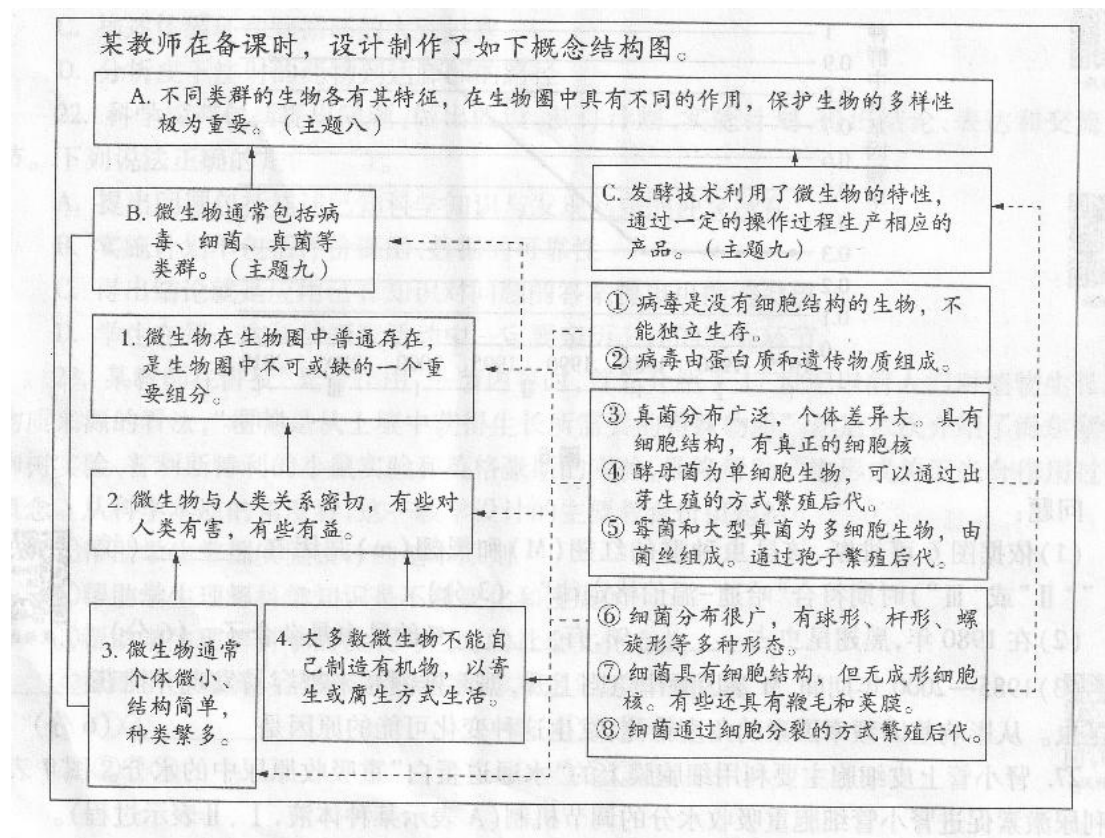 某教师在备课时，设计制作了如下概念结构图。
A. 不同类群的生物各有其特征，在生物圈中具有不同的作用，保护生物的多样性
极为重要。（主题八）
B. 微生物通常包括病
毒、细菌、真菌等
类群。（主题九）
C. 发酵技术利用了微生物的特性，
通过一定的操作过程生产相应的
产品。（主题九）
1. 微生物在生物圈中普通存在，
是生物圈中不可或缺的一个重
要组分。
2. 微生物与人类关系密切，有些对
人类有害，有些有益。
3. 微生物通常
个体微小，
结构简单，
种类繁多。
4. 大多数微生物不能自
己制造有机物，以寄
生或腐生方式生活。
① 病毒是没有细胞结构的生物，不
能独立生存。
② 病毒由蛋白质和遗传物质组成。
③ 真菌分布广泛，个体差异大。具有
细胞结构，有真正的细胞核
④ 酵母菌为单细胞生物，可以通过出
芽生殖的方式繁殖后代。
⑤ 霉菌和大型真菌为多细胞生物，由
菌丝组成。通过孢子繁殖后代。
⑥ 细菌分布很广，有球形、杆形、螺
旋形等多种形态。
⑦ 细菌具有细胞结构，但无成形细胞
核。有些还具有鞭毛和荚膜。
⑧ 细菌通过细胞分裂的方式繁殖后代。